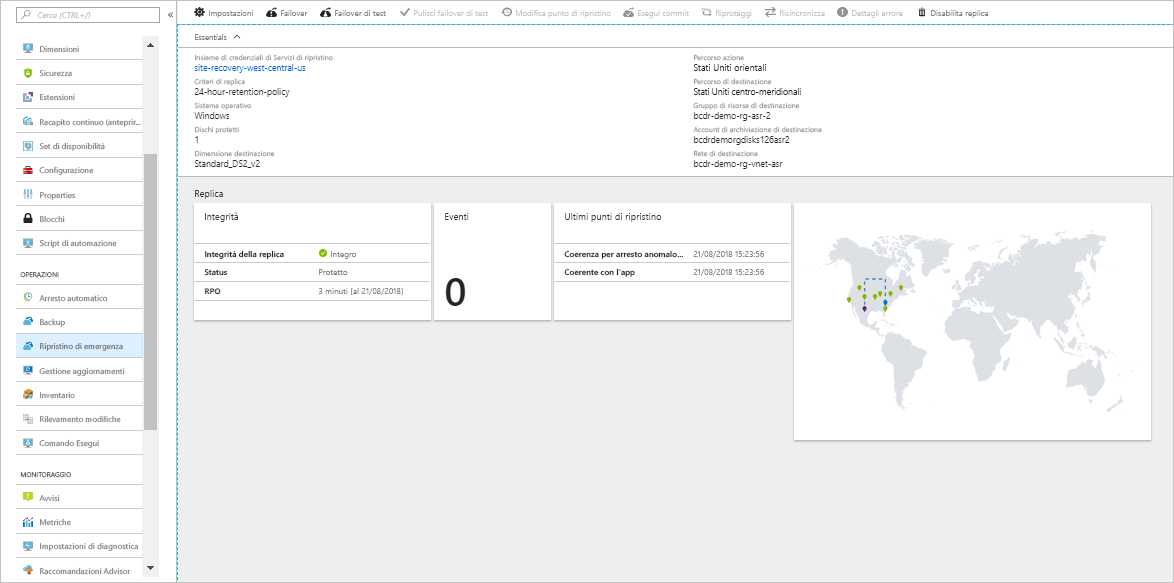 Cerca (CTRL+/)
«
Dimensioni
Sicurezza
Estensioni
Recapito continuo (antepri...
Set di disponibilità
Configurazione
Properties
Blocchi
Script di automazione
OPERAZIONI
Arresto automatico
Backup
Ripristino di emergenza
Gestione aggiornamenti
Inventario
Rilevamento modifiche
Comando Esegui
MONITORAGGIO
Avvisi
Metriche
Impostazioni di diagnostica
Raccomandazioni Advisor
Impostazioni Failover Failover di test Pulisci failover di test Modifica punto di ripristino Esegui commit Riproteggi Risincronizza Dettagli errore Disabilita replica
Essentials
Insieme di credenziali di Servizi di ripristino
site-recovery-west-central-us
Criteri di replica
24-hour-retention-policy
Sistema operativo
Windows
Dischi protetti
1
Dimensione destinazione
Standard_DS2_v2
Percorso azione
Stati Uniti orientali
Percorso di destinazione
Stati Uniti centro-meridionali
Gruppo di risorse di destinazione
bcdr-demo-rg-asr-2
Account di archiviazione di destinazione
bcdrdemorgdisks126asr2
Rete di destinazione
bcdr-demo-rg-vnet-asr
Replica
Integrità
Integrità della replica Integro
Status Protetto
RPO 3 minuti [al 21/08/2018]
Eventi
0
Ultimi punti di ripristino
Coerenza per arresto anomalo... 21/08/2018 15:23:56
Coerente con l'app 21/08/2018 15:23:56